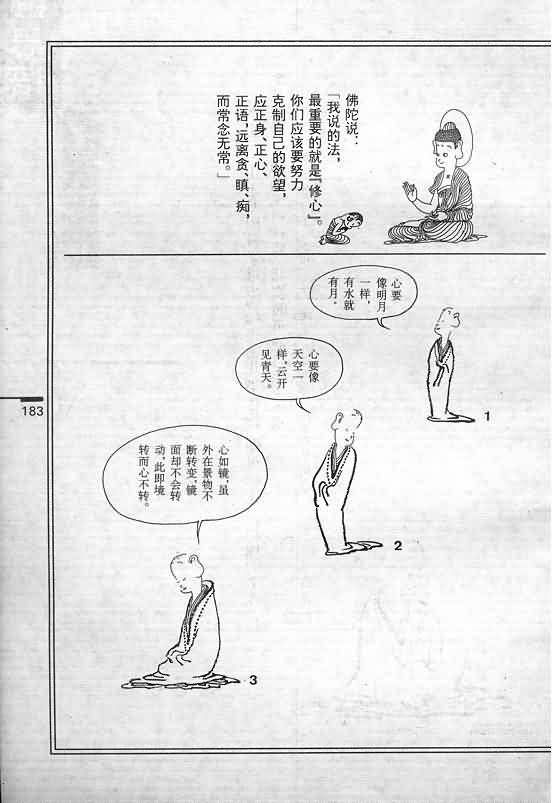 佛陀说：
「我说的法，
最重要的就是『修心』。
你们应该要努力
克制自己的欲望，
应正身、正心、
正语，远离贪、瞋、痴，
而常念无常。」
心要
像明月
一样，
有水就
有月．
1
心要像
天空一
样，云开
见青天。
2
心如镜，虽
外在景物不
断转变，镜
面却不会转
动，此即境
转而心不转。
3
183